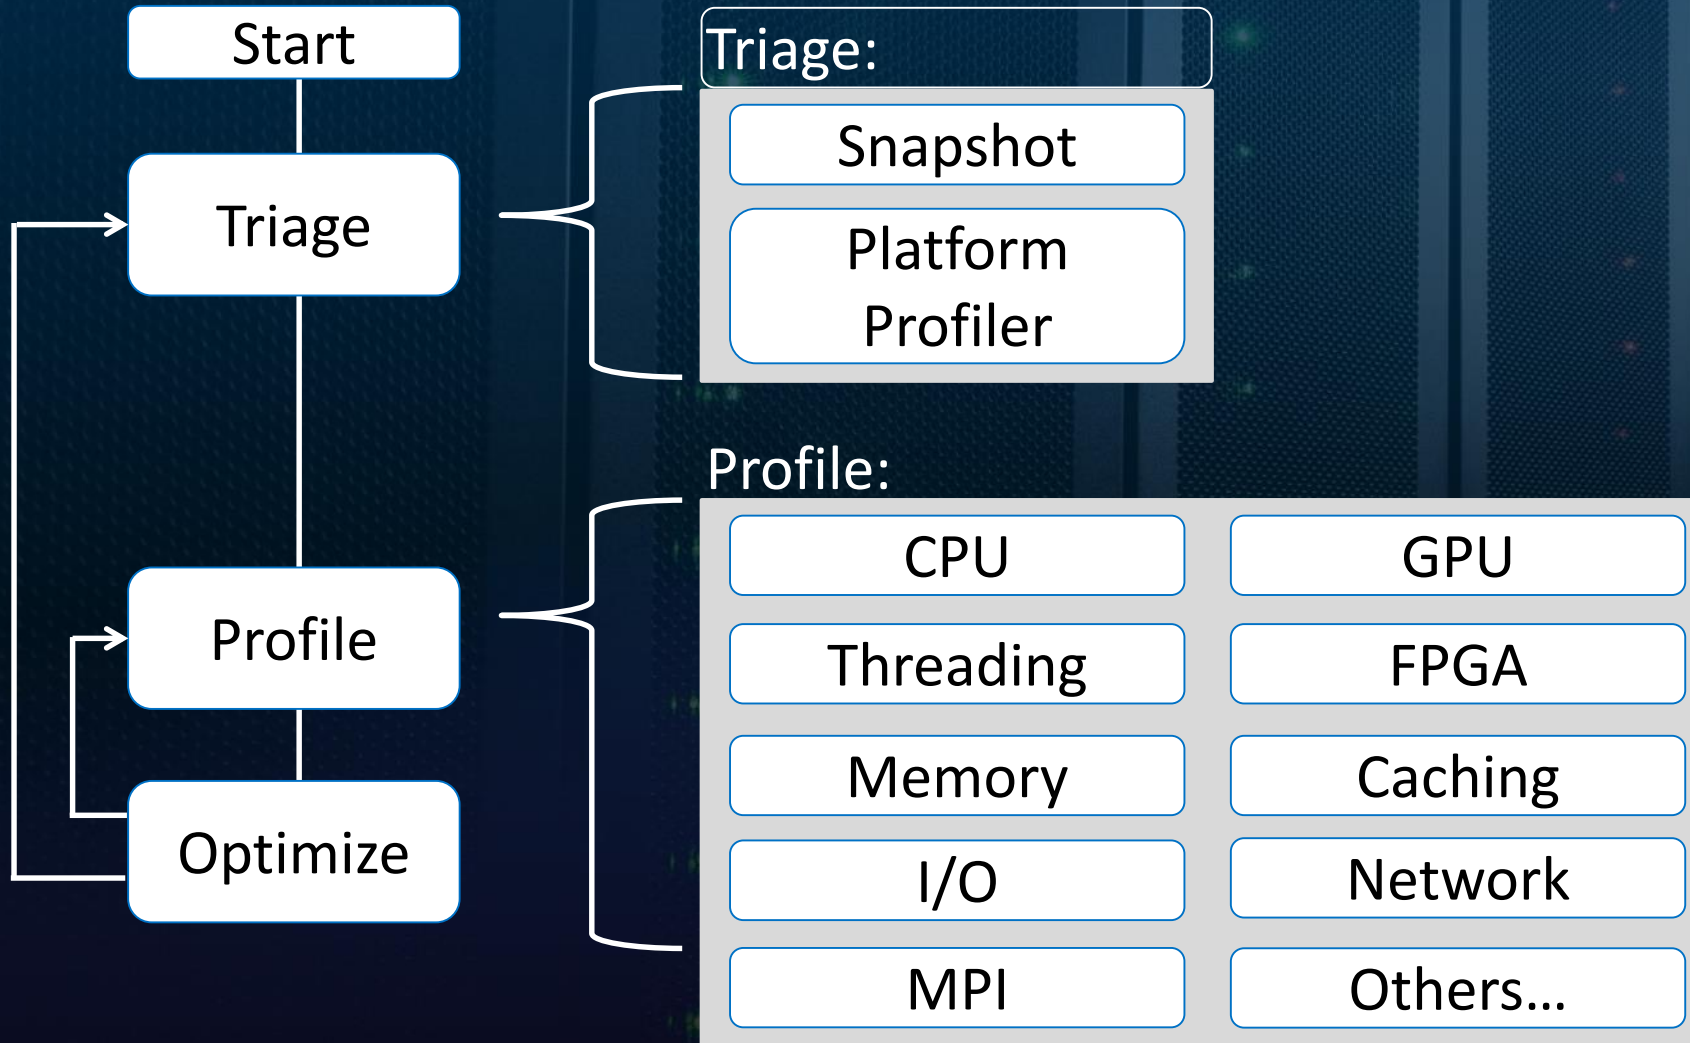 Start
Triage
Profile
Optimize
Triage:
Snapshot
Platform
Profiler
Profile:
CPU
GPU
Threading
FPGA
Memory
Caching
I/O
Network
MPI
Others...